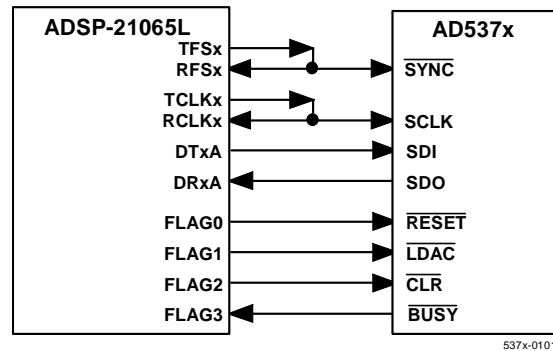 ADSP-21065L
AD537x
TFSx
RFSx
SYNC
TCLKx
RCLKx
SCLK
DTxA
SDI
DRxA
SDO
FLAG0
RESET
FLAG1
LDAC
FLAG2
CLR
FLAG3
BUSY
537x-0101